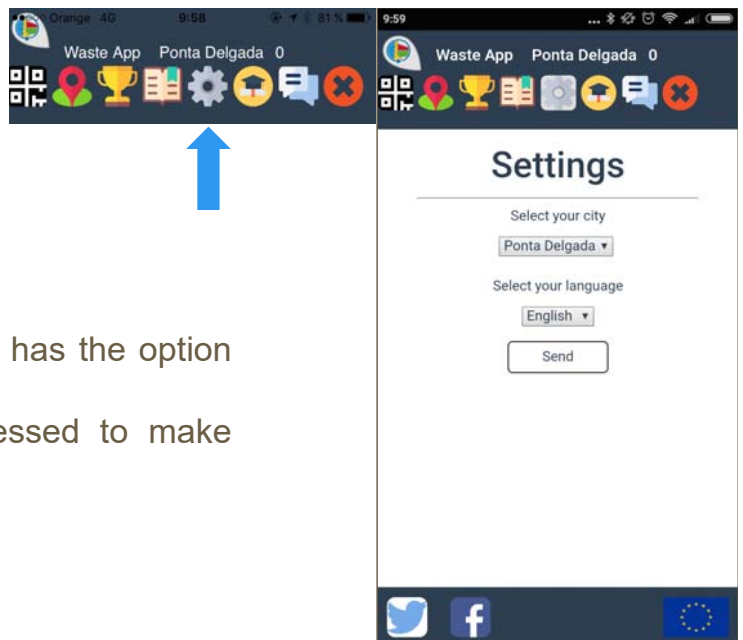 Orange 4G 9:58 81 %
Waste App Ponta Delgada 0
has the option
essed to make
9:59
...
Waste App Ponta Delgada 0
Settings
Select your city
Ponta Delgada ▾
Select your language
English ▾
Send